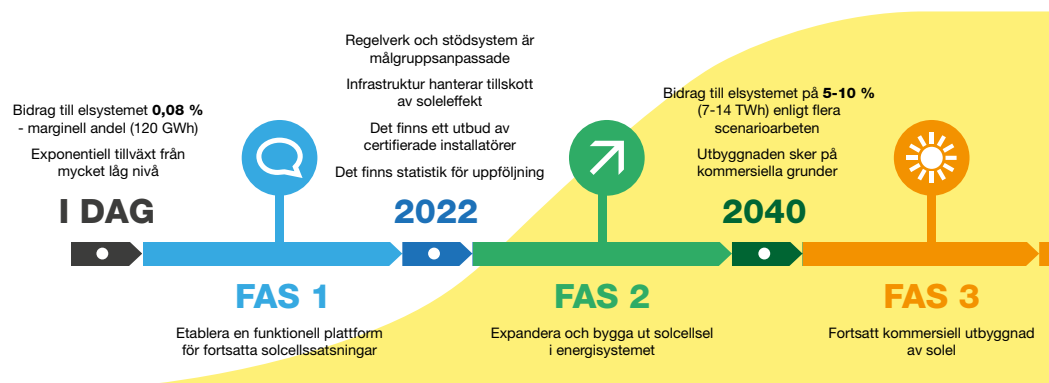 Bidrag till elsystemet 0,08 %
- marginell andel (120 GWh)
Exponentiell tillväxt från
mycket låg nivå
I DAG
Regelverk och stödsystem är
målgruppsanpassade
Infrastruktur hanterar tillskott
av soleleffekt
Det finns ett utbud av
certifierade installatörer
Det finns statistik för uppföljning
2022
Bidrag till elsystemet på 5-10 %
(7-14 TWh) enligt flera
scenarioarbeten
Utbyggnaden sker på
kommersiella grunder
2040
FAS 1
Etablera en funktionell plattform
för fortsatta solcellssatsningar
FAS 2
Expandera och bygga ut solcellsel
i energisystemet
FAS 3
Fortsatt kommersiell utbyggnad
av solel